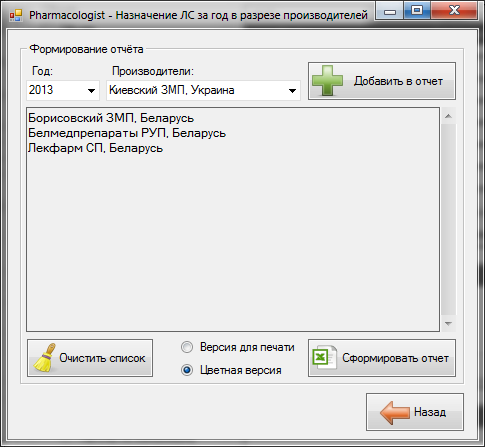 Pharmacologist - Назначение ЛС за год в разрезе производителей
Формирование отчёта
Год: Производители:
2013 Киевский ЗМП, Украина Добавить в отчет
Борисовский ЗМП, Беларусь
Белмедпрепараты РУП, Беларусь
Лекфарм СП, Беларусь
Очистить список
Версия для печати
Цветная версия
Сформировать отчет
Назад